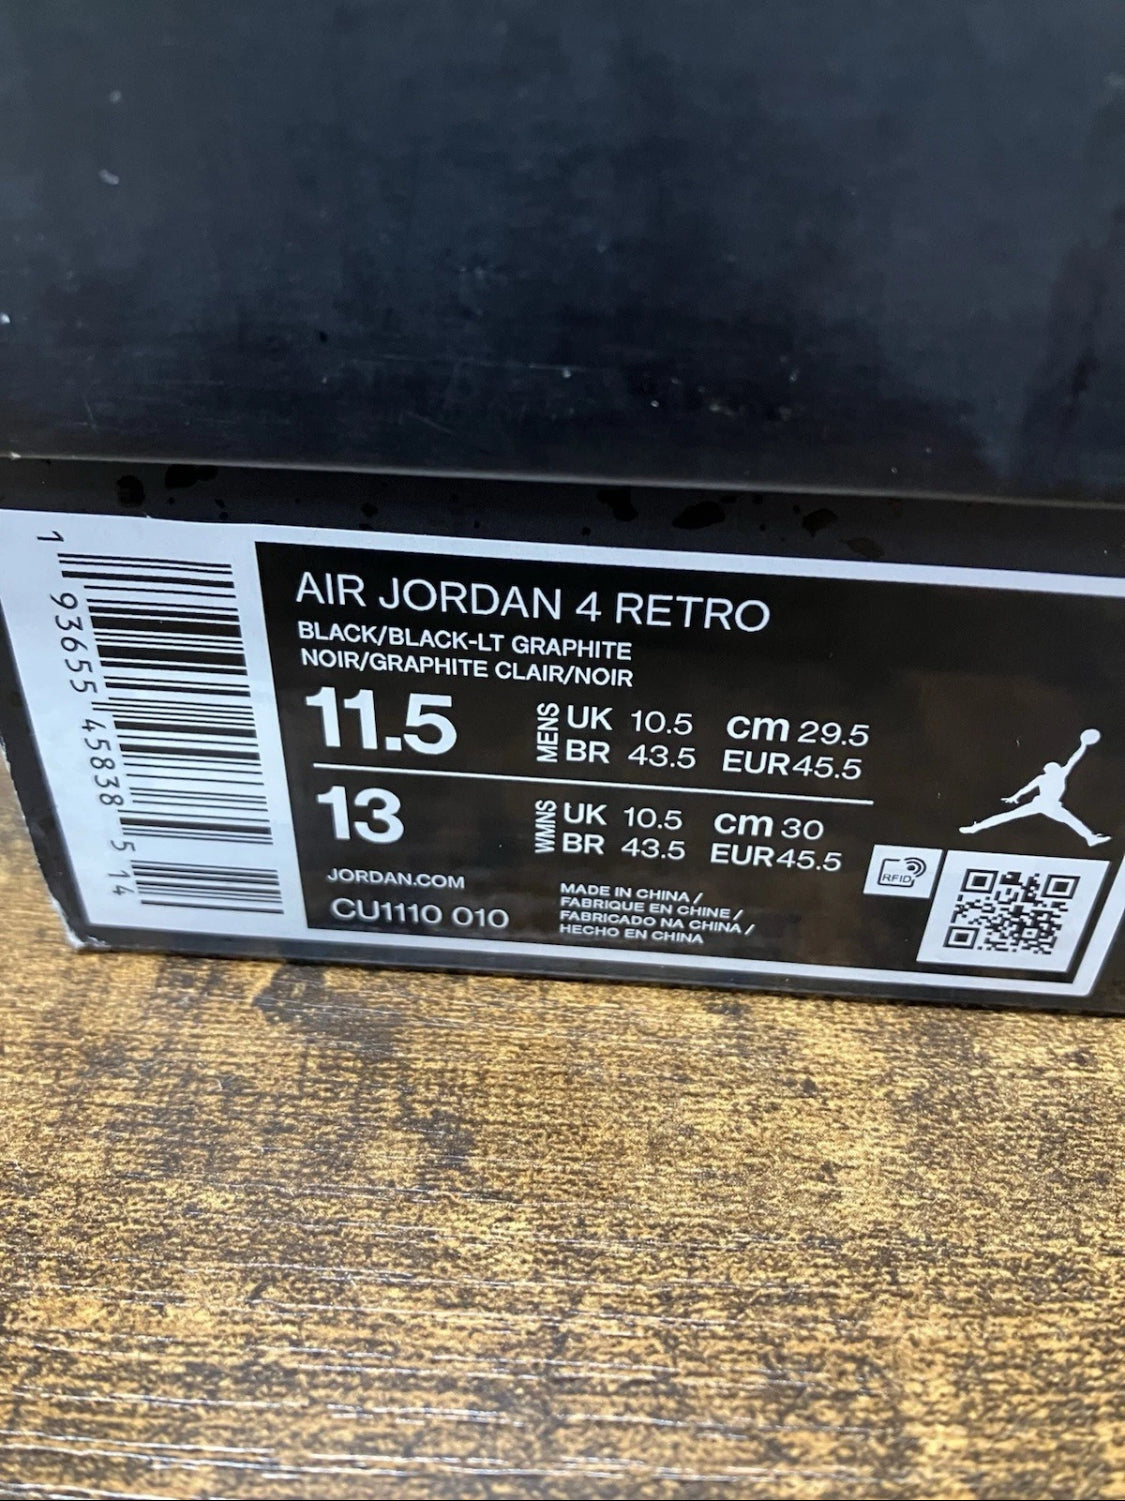 1 93655 45838 5 14
AIR JORDAN 4 RETRO
BLACK/BLACK-LT GRAPHITE
NOIR/GRAPHITE CLAIR/NOIR
11.5 MENS UK 10.5 cm 29.5
BR 43.5 EUR 45.5
13 WMNS UK 10.5 cm 30
BR 43.5 EUR 45.5
JORDAN.COM
CU1110 010
MADE IN CHINA /
FABRIQUE EN CHINE /
FABRICADO NA CHINA /
HECHO EN CHINA
RFID